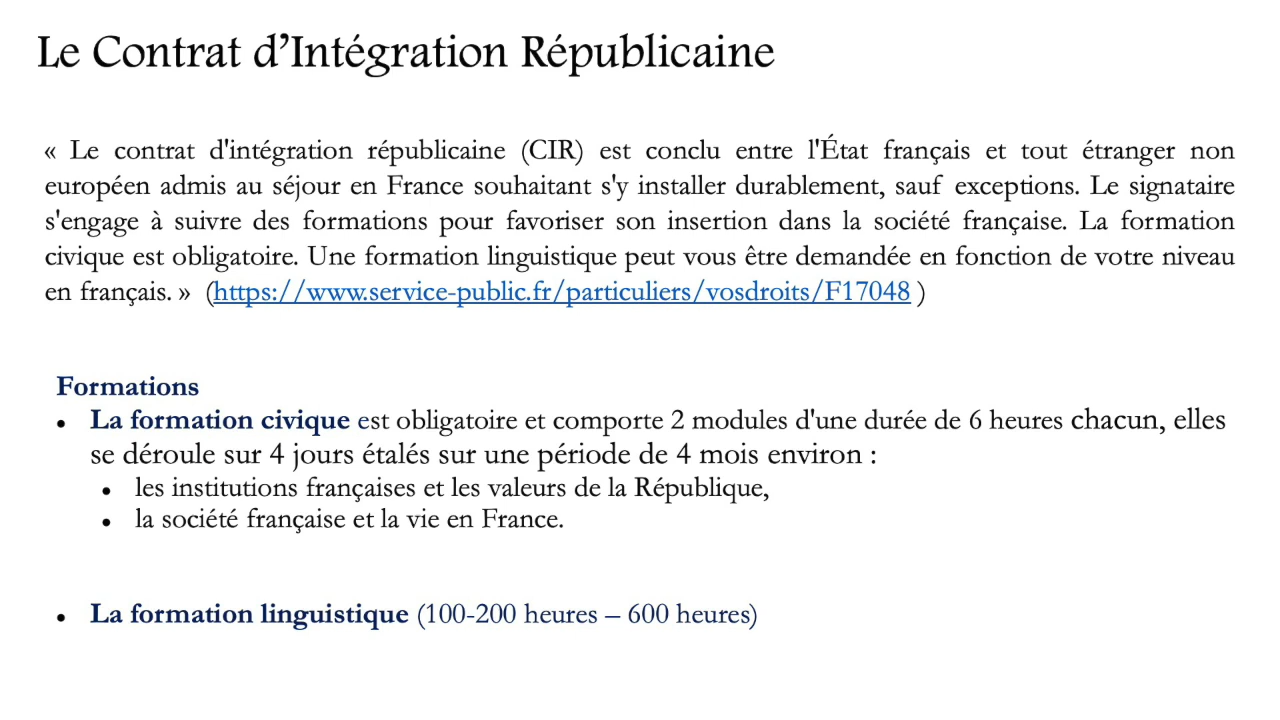 Le Contrat d’Intégration Républicaine
« Le contrat d'intégration républicaine (CIR) est conclu entre l'État français et tout étranger non
européen admis au séjour en France souhaitant s'y installer durablement, sauf exceptions. Le signataire
s'engage à suivre des formations pour favoriser son insertion dans la société française. La formation
civique est obligatoire. Une formation linguistique peut vous être demandée en fonction de votre niveau
en français. » (https://www.service-public.fr/particuliers/vosdroits/F17048 )
Formations
• La formation civique est obligatoire et comporte 2 modules d'une durée de 6 heures chacun, elles
se déroule sur 4 jours étalés sur une période de 4 mois environ :
• les institutions françaises et les valeurs de la République,
• la société française et la vie en France.
• La formation linguistique (100-200 heures – 600 heures)